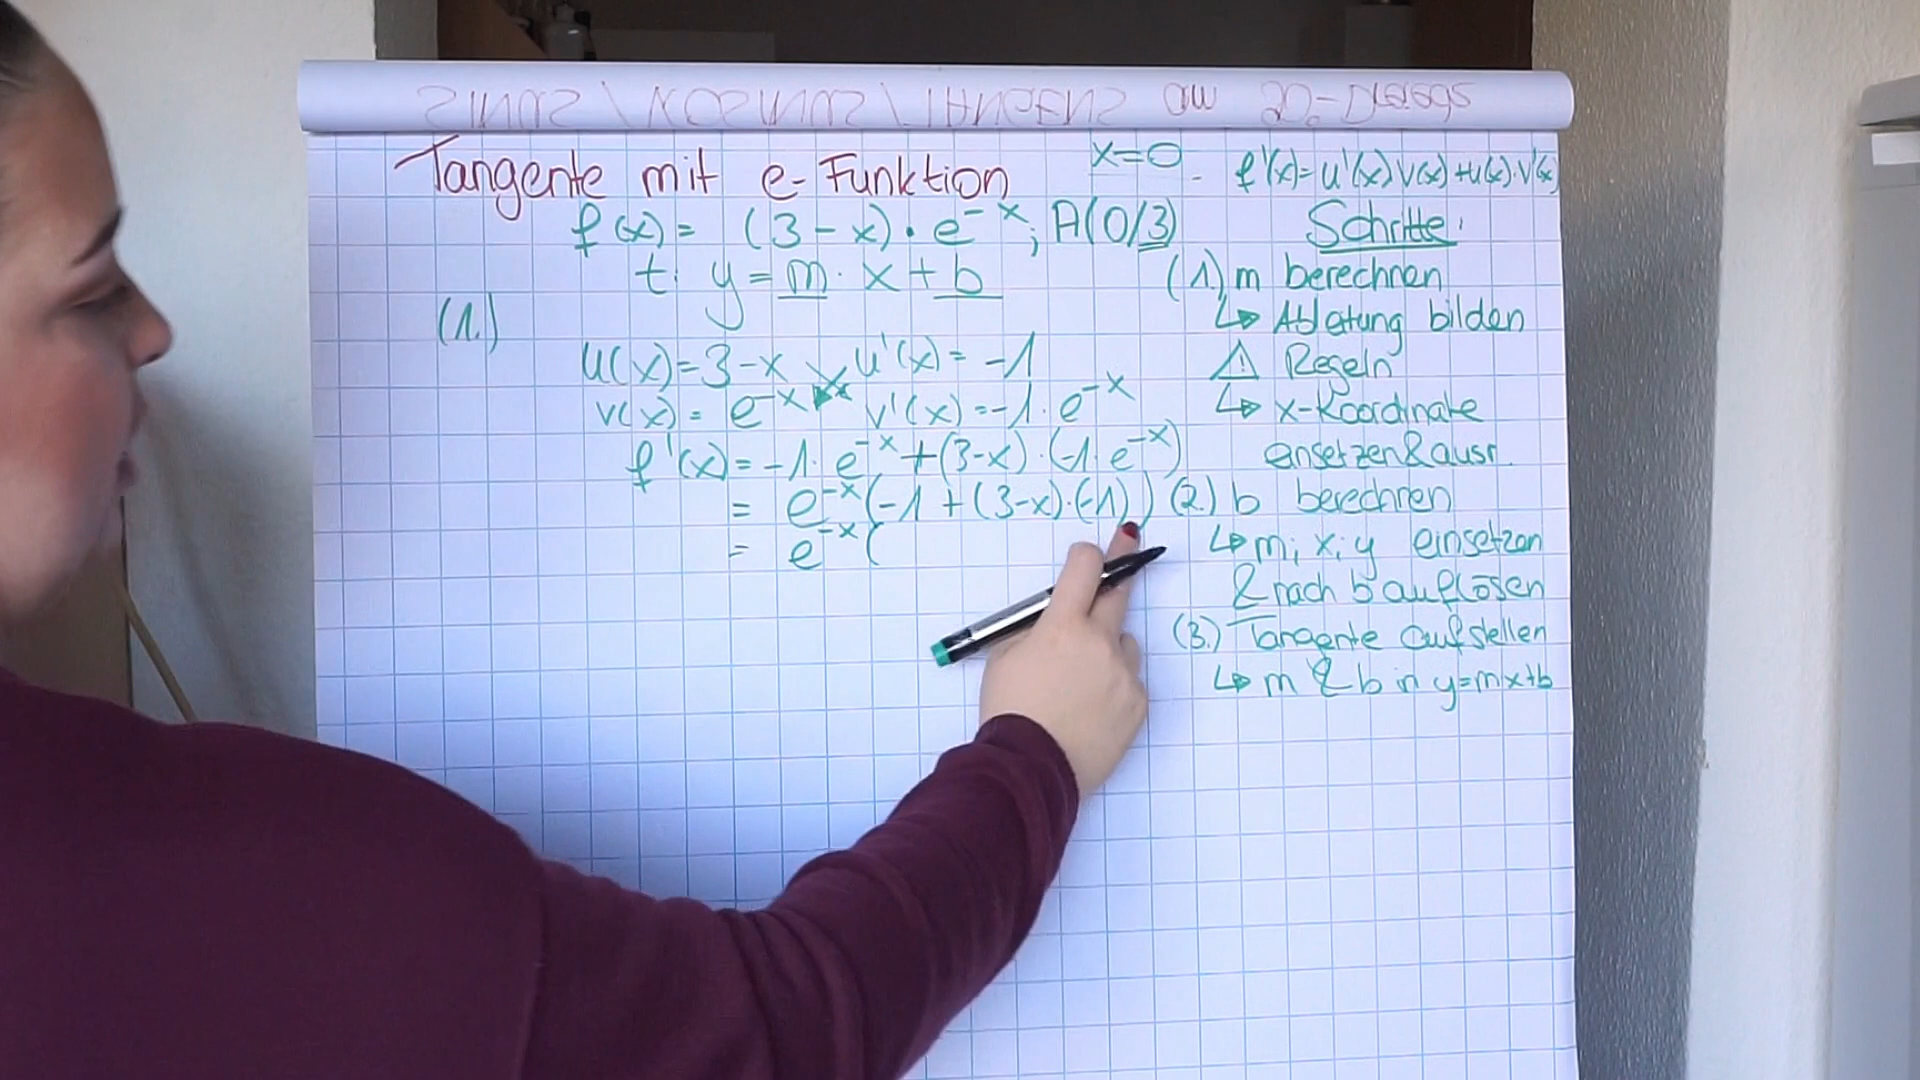 Tangente mit e-Funktion
x=0
f'(x)=u'(x)v(x)+u(x)·v'(x)
f(x)= (3-x)·e^-x; A(0/3)
t: y=m·x+b
(1.)
u(x)=3-x u'(x)=-1
v(x)=e^-x v'(x)=-1·e^-x
f'(x)=-1·e^-x+(3-x)·(-1·e^-x)
= e^-x(-1+(3-x)·(-1))
= e^-x(
Schritte:
(1.) m berechnen
↳ Ableitung bilden
⚠ Regeln
↳ x-Koordinate
einsetzen&ausr.
(2.) b berechnen
↳ m; x; y einsetzen
& nach b auflösen
(3.) Tangente aufstellen
↳ m & b in y=mx+b